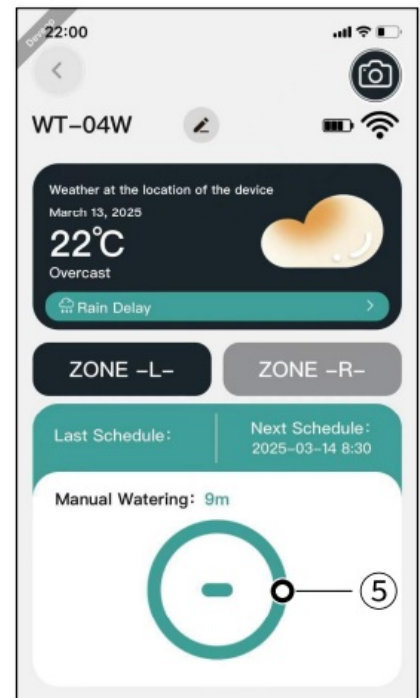 22:00
WT-04W
Weather at the location of the device
March 13, 2025
22℃
Overcast
Rain Delay
ZONE -L-
ZONE -R-
Last Schedule:
Next Schedule:
2025-03-14 8:30
Manual Watering: 9m
⑤